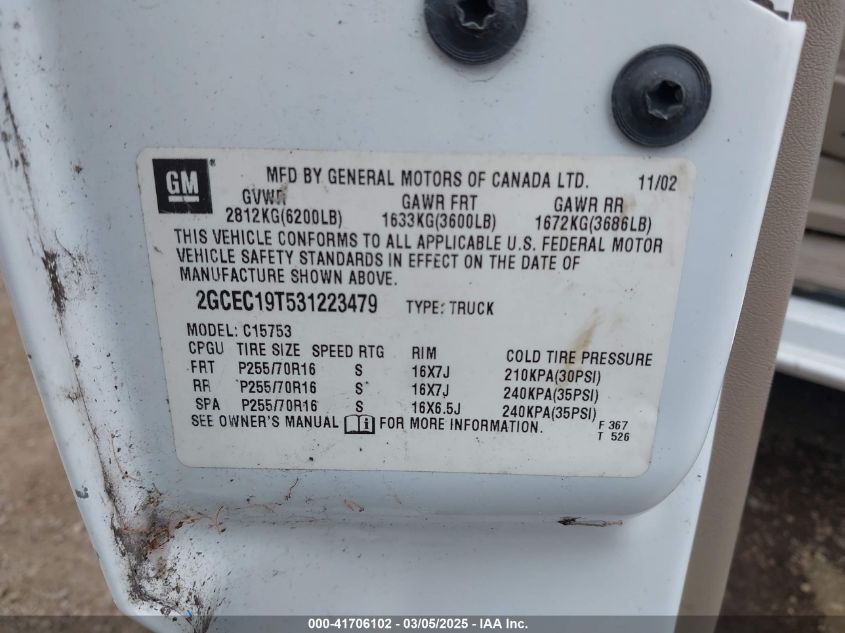 GM MFD BY GENERAL MOTORS OF CANADA LTD. 11/02
GVWR GAWR FRT GAWR RR
2812KG(6200LB) 1633KG(3600LB) 1672KG(3686LB)
THIS VEHICLE CONFORMS TO ALL APPLICABLE U.S. FEDERAL MOTOR
VEHICLE SAFETY STANDARDS IN EFFECT ON THE DATE OF
MANUFACTURE SHOWN ABOVE.
2GCEC19T531223479 TYPE: TRUCK
MODEL: C15753
CPGU TIRE SIZE SPEED RTG RIM COLD TIRE PRESSURE
FRT P255/70R16 S 16X7J 210KPA(30PSI)
RR P255/70R16 S 16X7J 240KPA(35PSI)
SPA P255/70R16 S 16X6.5J 240KPA(35PSI)
SEE OWNER'S MANUAL i FOR MORE INFORMATION. F 367
T 526
000-41706102 - 03/05/2025 - IAA Inc.